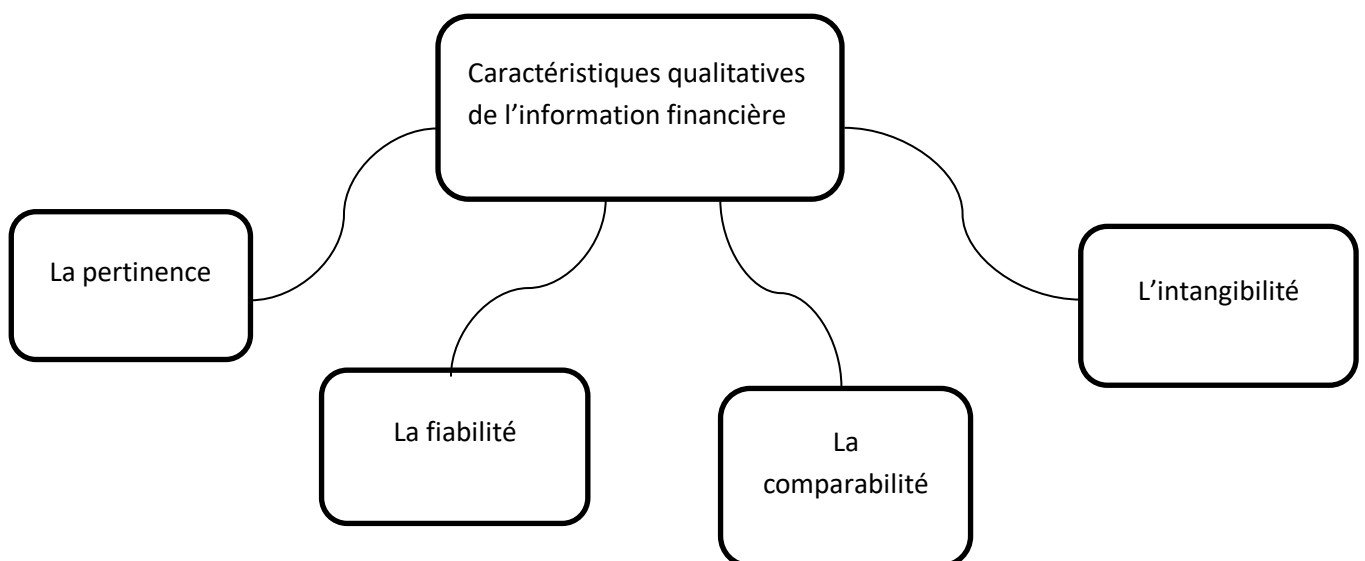 Caractéristiques qualitatives
de l’information financière
La pertinence
L’intangibilité
La fiabilité
La
comparabilité